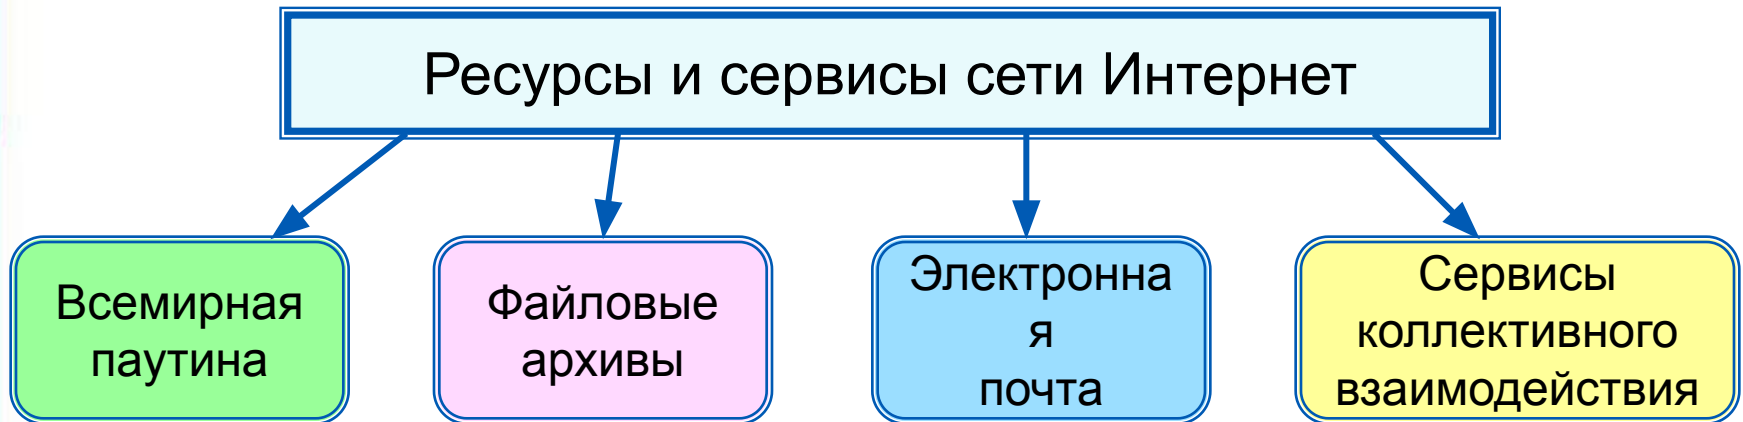 Ресурсы и сервисы сети Интернет
Всемирная
паутина
Файловые
архивы
Электронна
я
почта
Сервисы
коллективного
взаимодействия